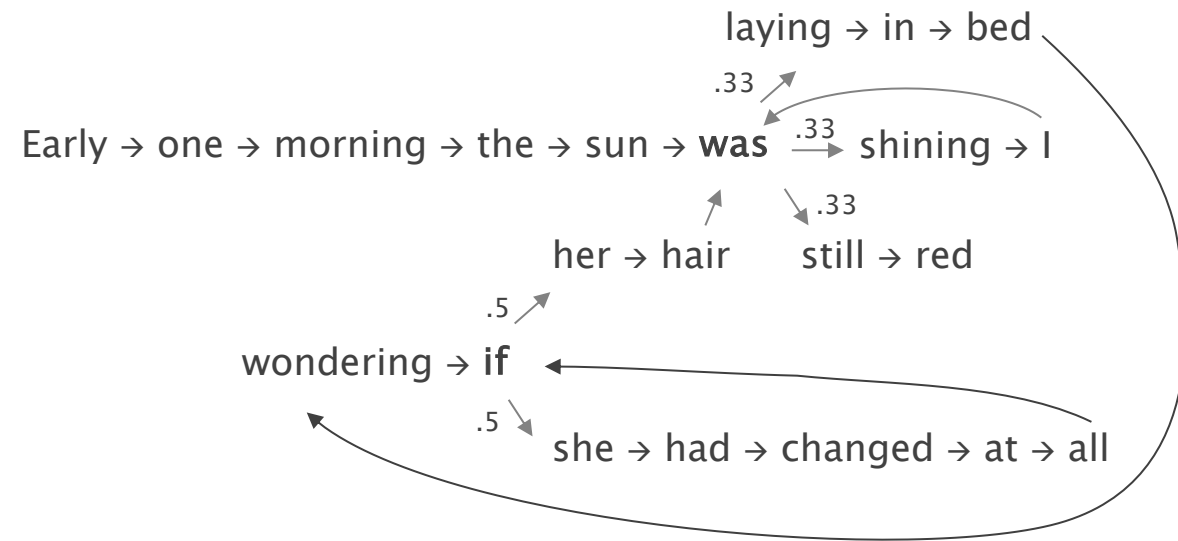 laying → in → bed
.33
Early → one → morning → the → sun → was .33 shining → I
.33
her → hair still → red
.5
wondering → if
.5
she → had → changed → at → all